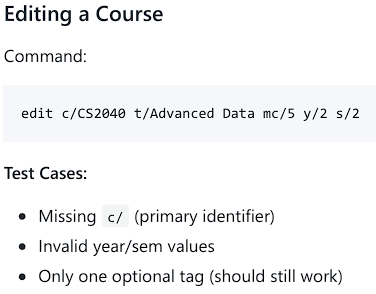 Editing a Course
Command:
edit c/CS2040 t/Advanced Data mc/5 y/2 s/2
Test Cases:
• Missing c/ (primary identifier)
• Invalid year/sem values
• Only one optional tag (should still work)